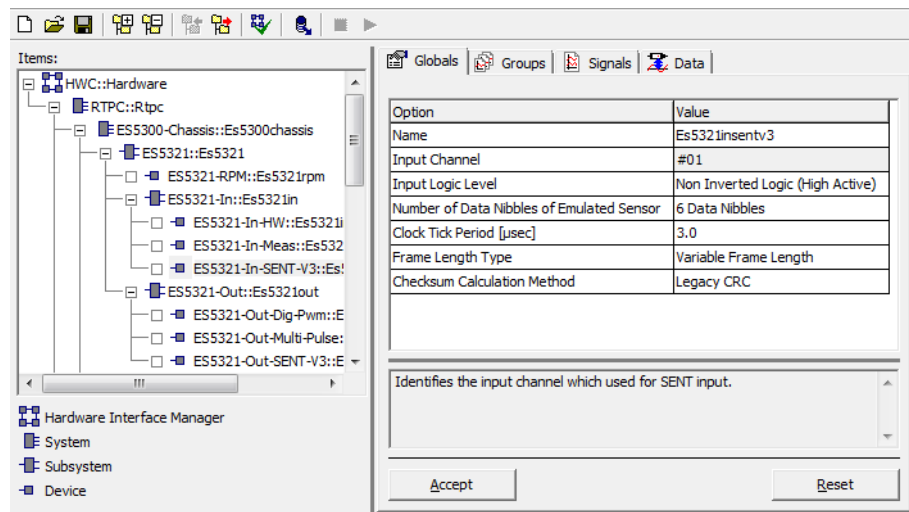 Items:
HWC::Hardware
RTPC::Rtpc
ES5300-Chassis::Es5300chassis
ES5321::Es5321
ES5321-RPM::Es5321rpm
ES5321-In::Es5321in
ES5321-In-HW::Es5321i
ES5321-In-Meas::Es532
ES5321-In-SENT-V3::Es!
ES5321-Out::Es5321out
ES5321-Out-Dig-Pwm::E
ES5321-Out-Multi-Pulse:
ES5321-Out-SENT-V3::E
Hardware Interface Manager
System
Subsystem
Device
Globals Groups Signals Data
Option Value
Name Es5321insentv3
Input Channel #01
Input Logic Level Non Inverted Logic (High Active)
Number of Data Nibbles of Emulated Sensor 6 Data Nibbles
Clock Tick Period [µsec] 3.0
Frame Length Type Variable Frame Length
Checksum Calculation Method Legacy CRC
Identifies the input channel which used for SENT input.
Accept Reset